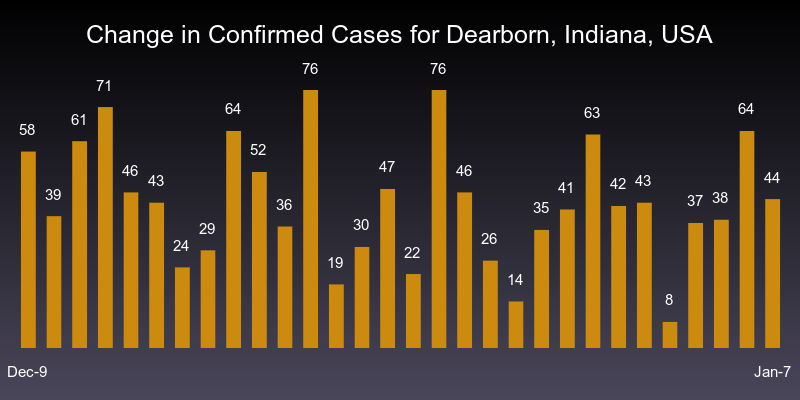 Change in Confirmed Cases for Dearborn, Indiana, USA
58 39 61 71 46 43 24 29 64 52 36 76 19 30 47 22 76 46 26 14 35 41 63 42 43 8 37 38 64 44
Dec-9 Jan-7